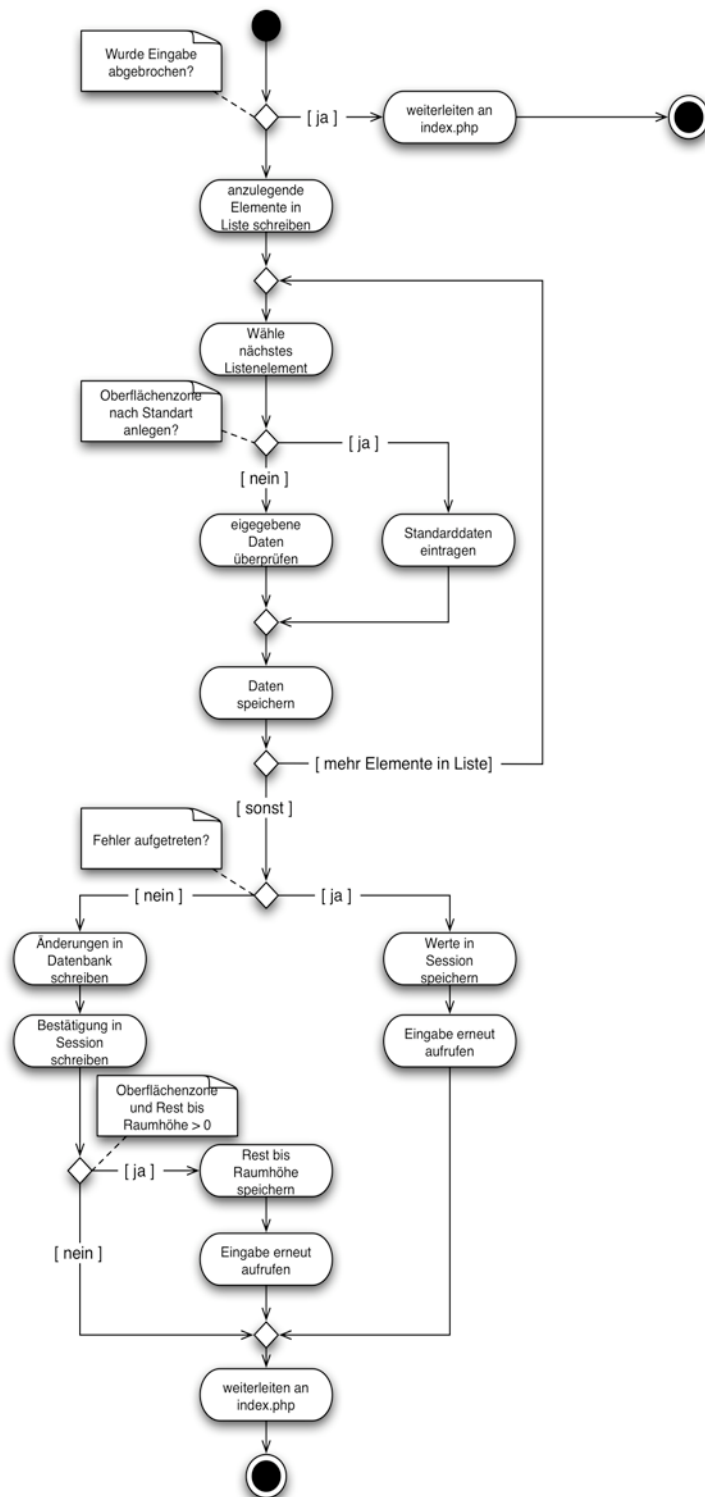 Wurde Eingabe
abgebrochen?
[ ja ]
weiterleiten an
index.php
anzulegende
Elemente in
Liste schreiben
Wähle
nächstes
Listenelement
Oberflächenzone
nach Standart
anlegen?
[ ja ]
[ nein ]
eigegebene
Daten
überprüfen
Standarddaten
eintragen
Daten
speichern
[ mehr Elemente in Liste]
[ sonst ]
Fehler aufgetreten?
[ nein ]
[ ja ]
Änderungen in
Datenbank
schreiben
Werte in
Session
speichern
Bestätigung in
Session
schreiben
Eingabe erneut
aufrufen
Oberflächenzone
und Rest bis
Raumhöhe > 0
[ ja ]
Rest bis
Raumhöhe
speichern
[ nein ]
Eingabe erneut
aufrufen
weiterleiten an
index.php